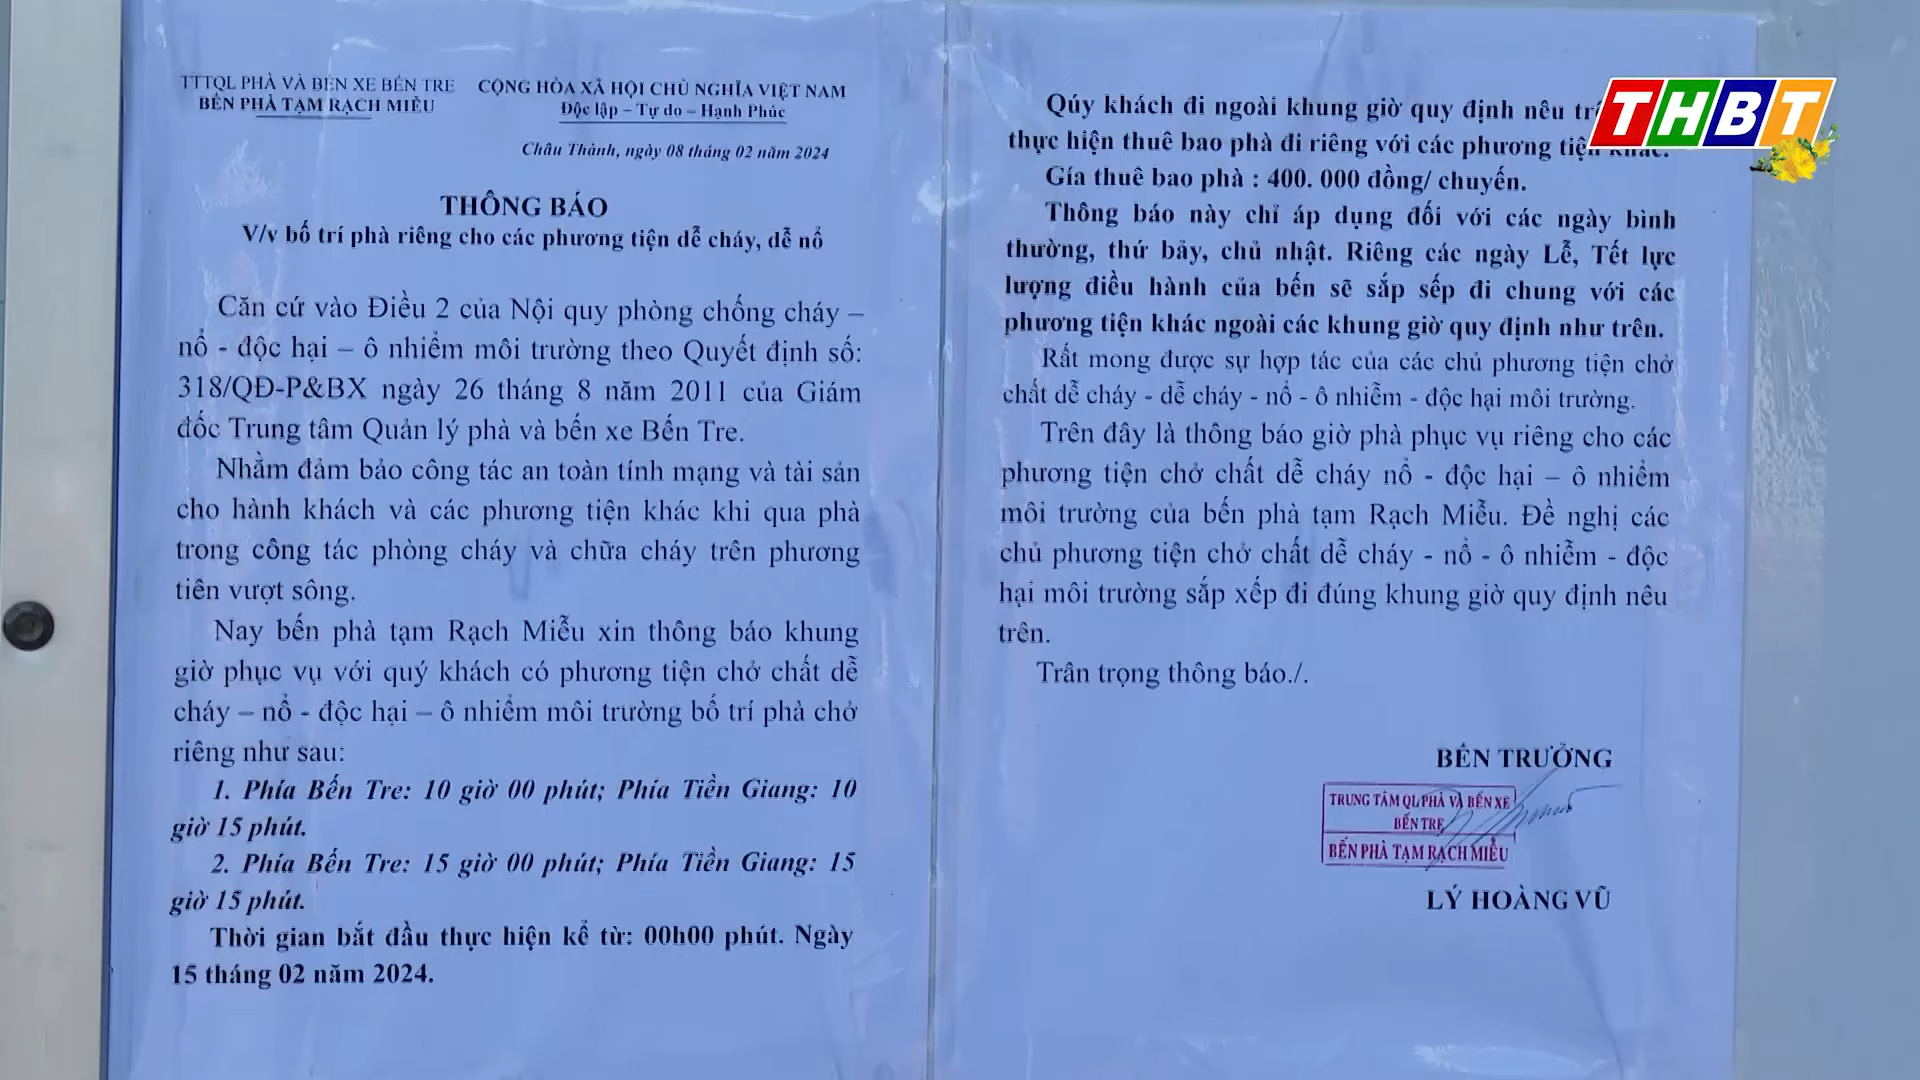 TTTQL PHÀ VÀ BẾN XE BẾN TRE
BẾN PHÀ TẠM RẠCH MIỄU
CỘNG HÒA XÃ HỘI CHỦ NGHĨA VIỆT NAM
Độc lập – Tự do – Hạnh Phúc
Châu Thành, ngày 08 tháng 02 năm 2024
THÔNG BÁO
V/v bố trí phà riêng cho các phương tiện dễ cháy, dễ nổ
Căn cứ vào Điều 2 của Nội quy phòng chống cháy –
nổ - độc hại – ô nhiểm môi trường theo Quyết định số:
318/QĐ-P&BX ngày 26 tháng 8 năm 2011 của Giám
đốc Trung tâm Quản lý phà và bến xe Bến Tre.
Nhằm đảm bảo công tác an toàn tính mạng và tài sản
cho hành khách và các phương tiện khác khi qua phà
trong công tác phòng cháy và chữa cháy trên phương
tiên vượt sông.
Nay bến phà tạm Rạch Miễu xin thông báo khung
giờ phục vụ với quý khách có phương tiện chở chất dễ
cháy – nổ - độc hại – ô nhiểm môi trường bố trí phà chở
riêng như sau:
1. Phía Bến Tre: 10 giờ 00 phút; Phía Tiền Giang: 10
giờ 15 phút.
2. Phía Bến Tre: 15 giờ 00 phút; Phía Tiền Giang: 15
giờ 15 phút.
Thời gian bắt đầu thực hiện kể từ: 00h00 phút. Ngày
15 tháng 02 năm 2024.
Qúy khách đi ngoài khung giờ quy định nêu
thực hiện thuê bao phà đi riêng với các phương tiện khác.
Gía thuê bao phà : 400. 000 đồng/ chuyến.
Thông báo này chỉ áp dụng đối với các ngày bình
thường, thứ bảy, chủ nhật. Riêng các ngày Lễ, Tết lực
lượng điều hành của bến sẽ sắp sếp đi chung với các
phương tiện khác ngoài các khung giờ quy định như trên.
Rất mong được sự hợp tác của các chủ phương tiện chở
chất dễ cháy - dễ cháy - nổ - ô nhiễm - độc hại môi trường.
Trên đây là thông báo giờ phà phục vụ riêng cho các
phương tiện chở chất dễ cháy nổ - độc hại – ô nhiểm
môi trường của bến phà tạm Rạch Miễu. Đề nghị các
chủ phương tiện chở chất dễ cháy - nổ - ô nhiễm - độc
hại môi trường sắp xếp đi đúng khung giờ quy định nêu
trên.
Trân trọng thông báo./.
BẾN TRƯỞNG
TRUNG TÂM QL PHÀ VÀ BẾN XE
BẾN TRE
BẾN PHÀ TẠM RẠCH MIỄU
LÝ HOÀNG VŨ
THBT